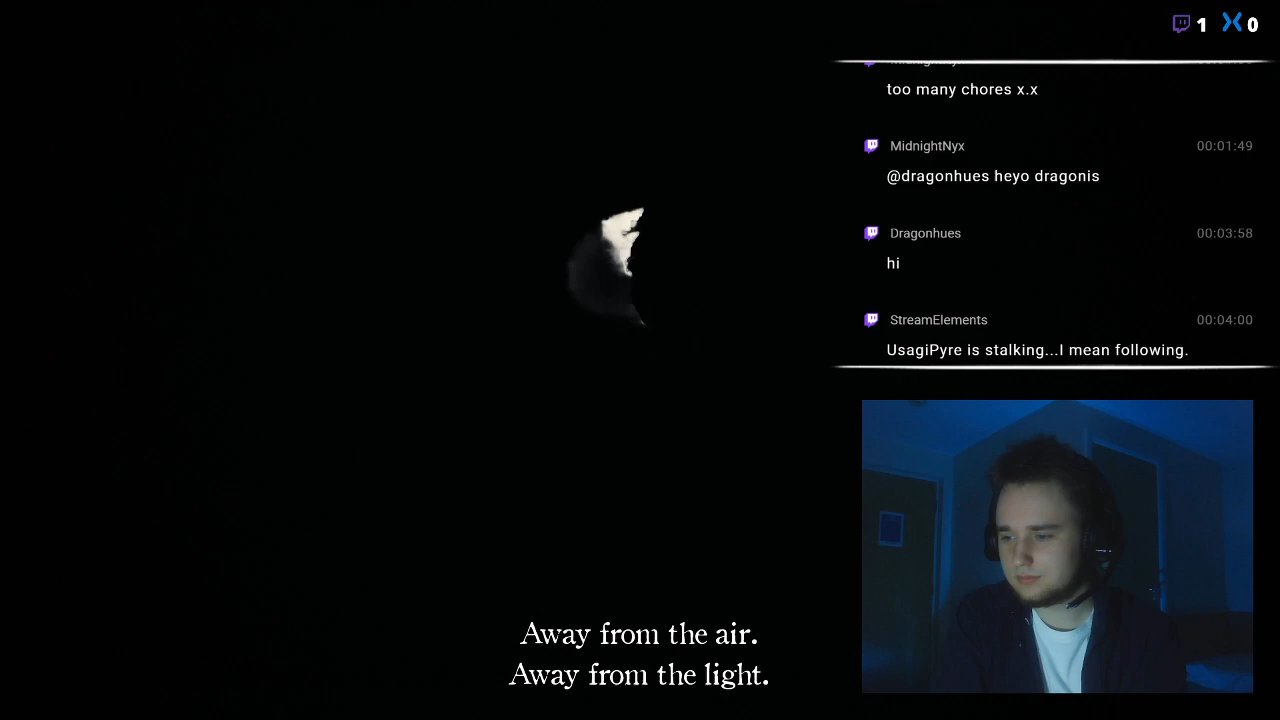 1 0
too many chores x.x
MidnightNyx 00:01:49
@dragonhues heyo dragonis
Dragonhues 00:03:58
hi
StreamElements 00:04:00
UsagiPyre is stalking...I mean following.
Away from the air.
Away from the light.